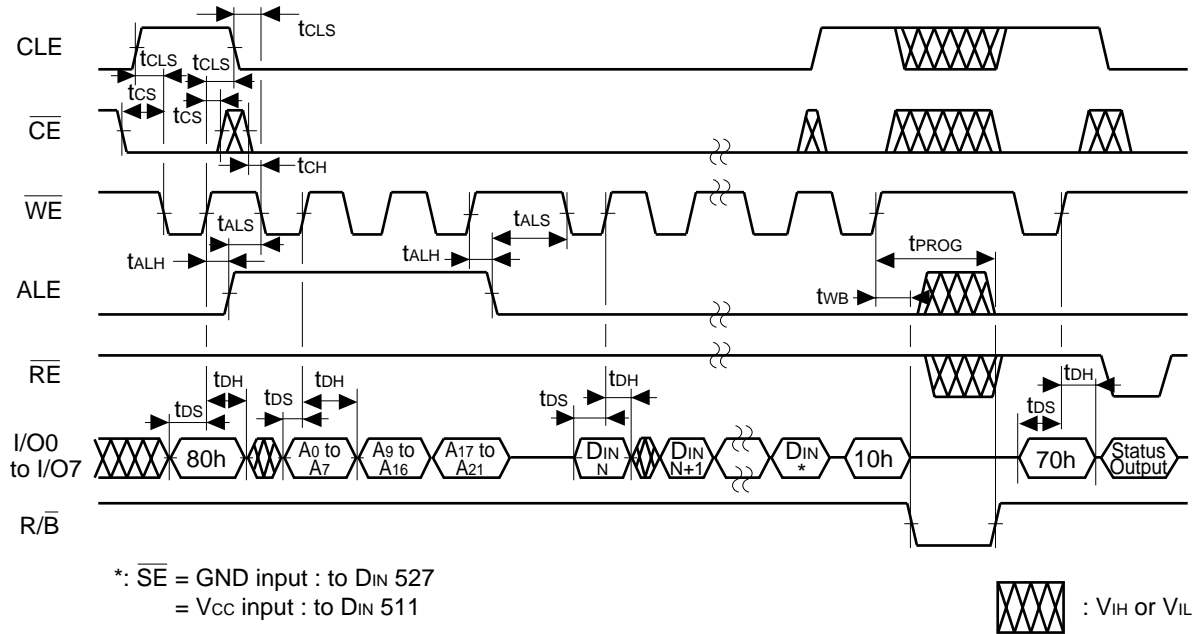 tCLS
CLE
tCLS tCLS
tCS
tCS
CE
tCH
WE
tALS tALS
tALH tALH tPROG
ALE tWB
RE
tDH tDH tDH tDH
tDS tDS tDS tDS
I/O0 to I/O7
80h
A0 to A7
A9 to A16
A17 to A21
DIN N
DIN N+1
DIN *
10h
70h
Status Output
R/B
*: SE = GND input : to DIN 527
= VCC input : to DIN 511
: VIH or VIL